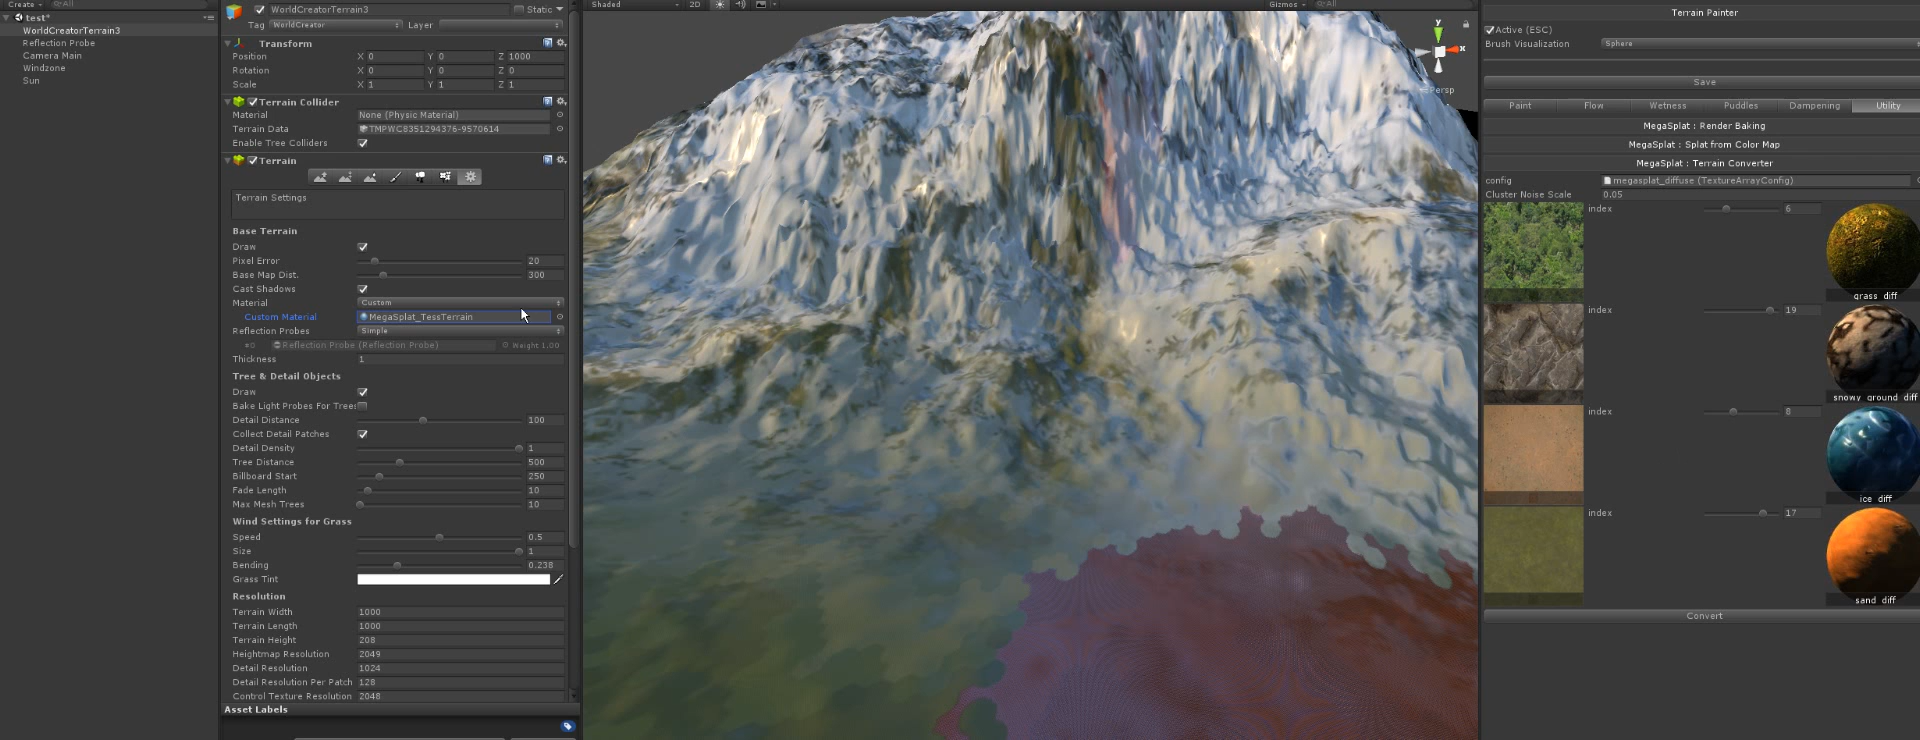 Create
All
test*
WorldCreatorTerrain3
Reflection Probe
Camera Main
Windzone
Sun
WorldCreatorTerrain3
Static
Tag WorldCreator Layer
Transform
Position X 0 Y 0 Z 1000
Rotation X 0 Y 0 Z 0
Scale X 1 Y 1 Z 1
Terrain Collider
Material None (Physic Material)
Terrain Data TMPWC8351294376-9570614
Enable Tree Colliders
Terrain
Terrain Settings
Base Terrain
Draw
Pixel Error 20
Base Map Dist. 300
Cast Shadows
Material Custom
Custom Material MegaSplat_TessTerrain
Reflection Probes Simple
#0 Reflection Probe (Reflection Probe) Weight 1.00
Thickness 1
Tree & Detail Objects
Draw
Bake Light Probes For Trees
Detail Distance 100
Collect Detail Patches
Detail Density 1
Tree Distance 500
Billboard Start 250
Fade Length 10
Max Mesh Trees 10
Wind Settings for Grass
Speed 0.5
Size 1
Bending 0.238
Grass Tint
Resolution
Terrain Width 1000
Terrain Length 1000
Terrain Height 208
Heightmap Resolution 2049
Detail Resolution 1024
Detail Resolution Per Patch 128
Control Texture Resolution 2048
Asset Labels
Shaded 2D Gizmos All
y
x
Persp
Terrain Painter
Active (ESC)
Brush Visualization Sphere
Save
Paint Flow Wetness Puddles Dampening Utility
MegaSplat : Render Baking
MegaSplat : Splat from Color Map
MegaSplat : Terrain Converter
config megasplat_diffuse (TextureArrayConfig)
Cluster Noise Scale 0.05
index 6
grass_diff
index 19
snowy_ground_diff
index 8
ice_diff
index 17
sand_diff
Convert